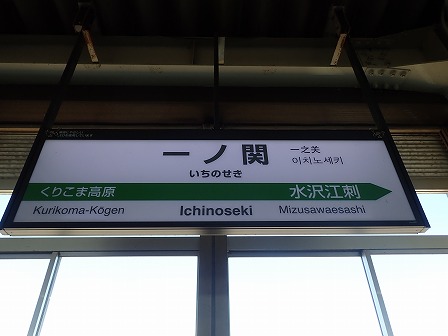 一ノ関
一之关
이치노세키
いちのせき
くりこま高原
水沢江刺
Kurikoma-Kōgen
Ichinoseki
Mizusawaesashi